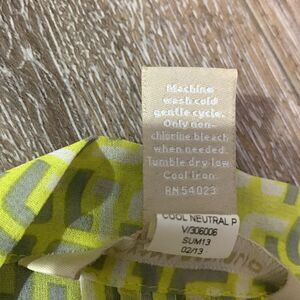 Machine
wash cold
gentle cycle.
Only non-
chlorine bleach
when needed.
Tumble dry low.
Cool iron.
RN 54023
COOL NEUTRAL P
V/306006
SUM13
02/13